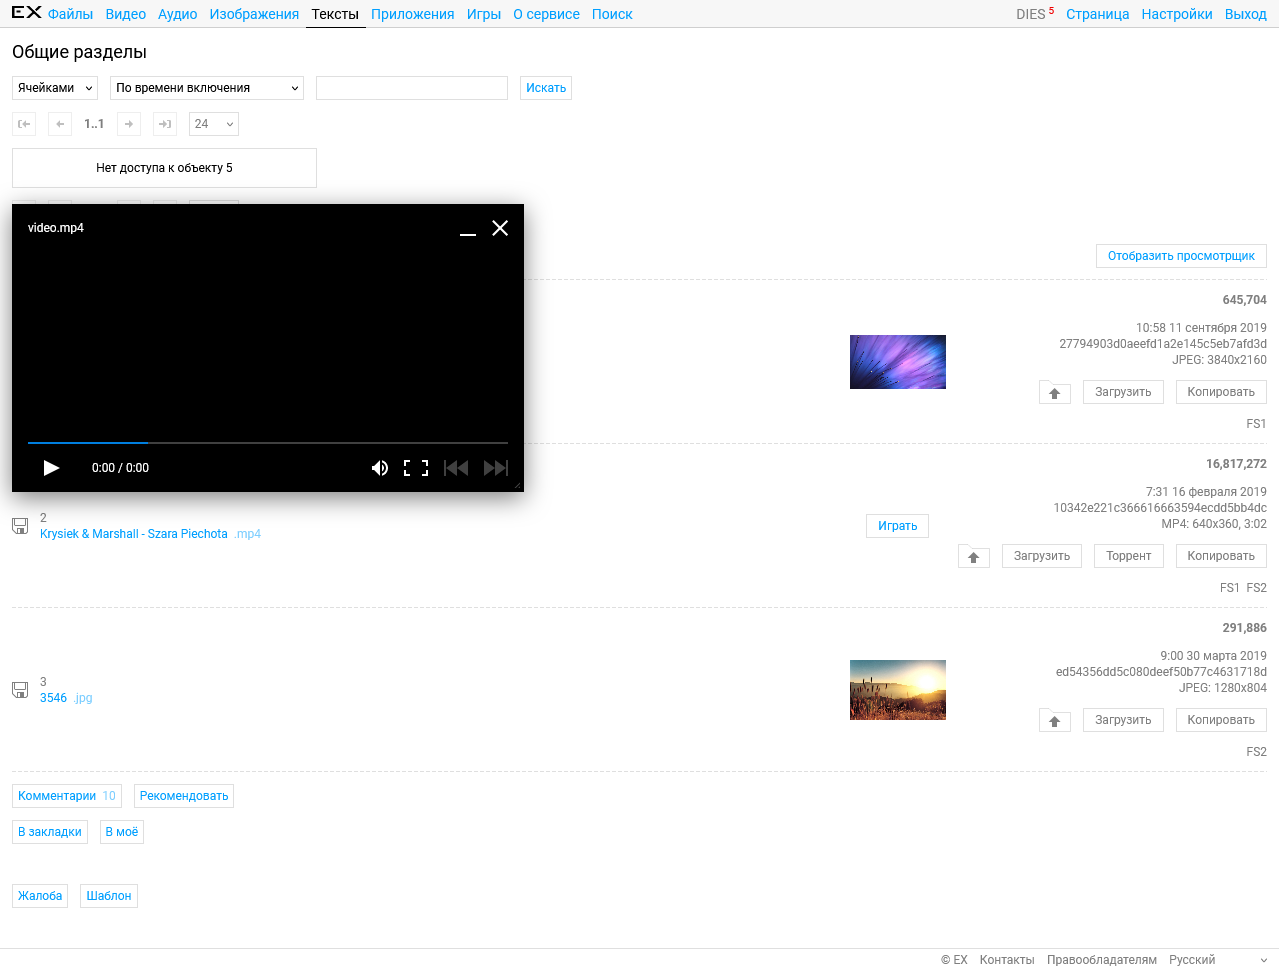 EX Файлы Видео Аудио Изображения Тексты Приложения Игры О сервисе Поиск DIES 5 Страница Настройки Выход
Общие разделы
Ячейками По времени включения Искать
1..1 24
Нет доступа к объекту 5
video.mp4
Отобразить просмотрщик
645,704
10:58 11 сентября 2019
27794903d0aeefd1a2e145c5eb7afd3d
JPEG: 3840x2160
Загрузить Копировать
FS1
0:00 / 0:00
16,817,272
7:31 16 февраля 2019
10342e221c366616663594ecdd5bb4dc
MP4: 640x360, 3:02
2
Krysiek & Marshall - Szara Piechota .mp4
Играть
Загрузить Торрент Копировать
FS1 FS2
291,886
9:00 30 марта 2019
ed54356dd5c080deef50b77c4631718d
JPEG: 1280x804
3
3546 .jpg
Загрузить Копировать
FS2
Комментарии 10 Рекомендовать
В закладки В моё
Жалоба Шаблон
© EX Контакты Правообладателям Русский